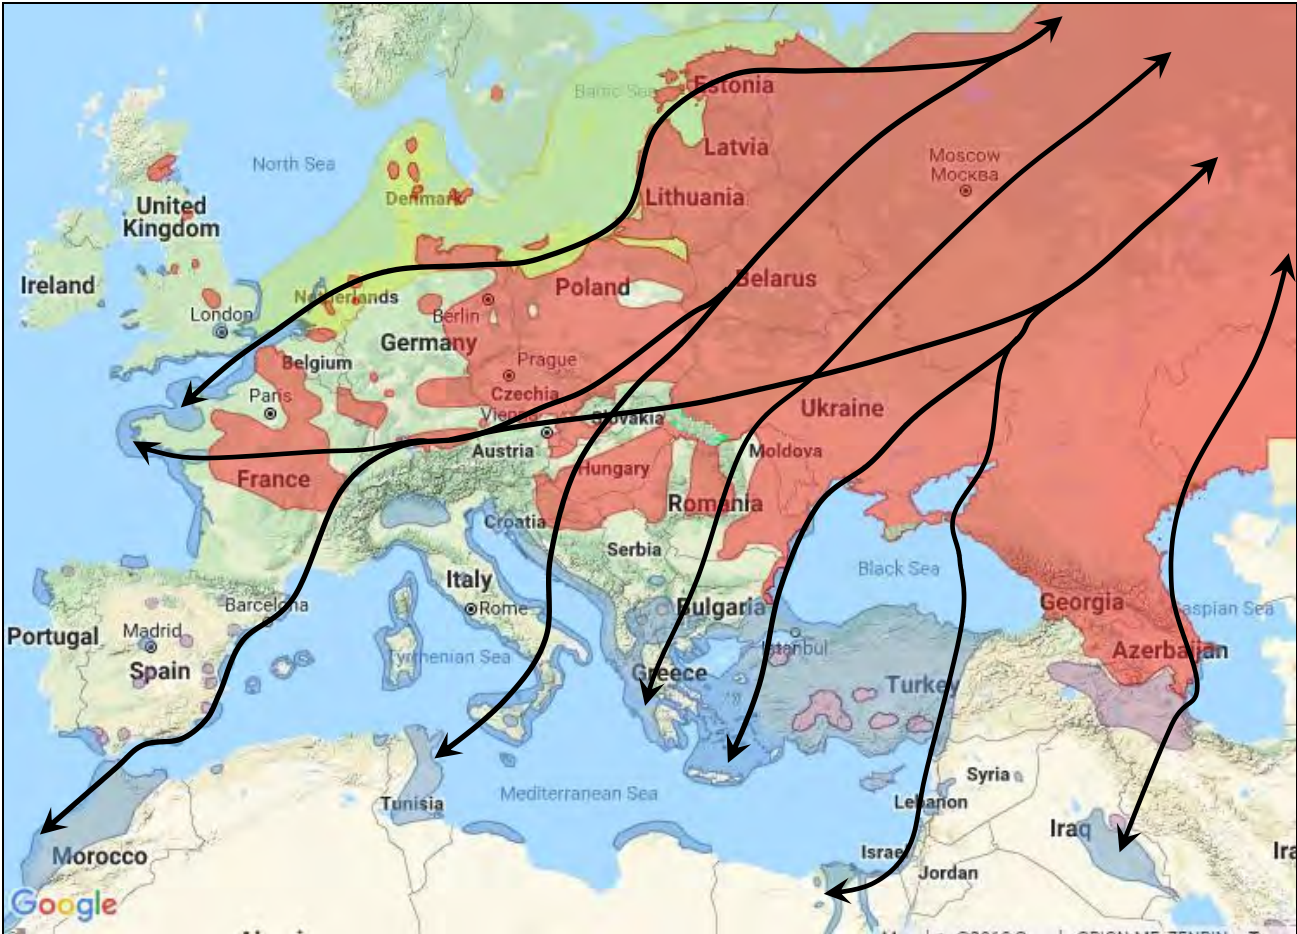 Estonia
Baltic Sea
Latvia
Moscow
Москва
North Sea
Denmark
Lithuania
United
Kingdom
Ireland
Belarus
Poland
Netherlands
London
Berlin
Germany
Belgium
Prague
Paris
Czechia
Vienna
Slovakia
Ukraine
Austria
Moldova
Hungary
France
Romania
Croatia
Serbia
Black Sea
Italy
Georgia
Barcelona
Rome
Bulgaria
Caspian Sea
Portugal
Madrid
Istanbul
Azerbaijan
Spain
Tyrrhenian Sea
Greece
Turkey
Syria
Mediterranean Sea
Tunisia
Lebanon
Iraq
Morocco
Israel
Ira
Jordan
Google